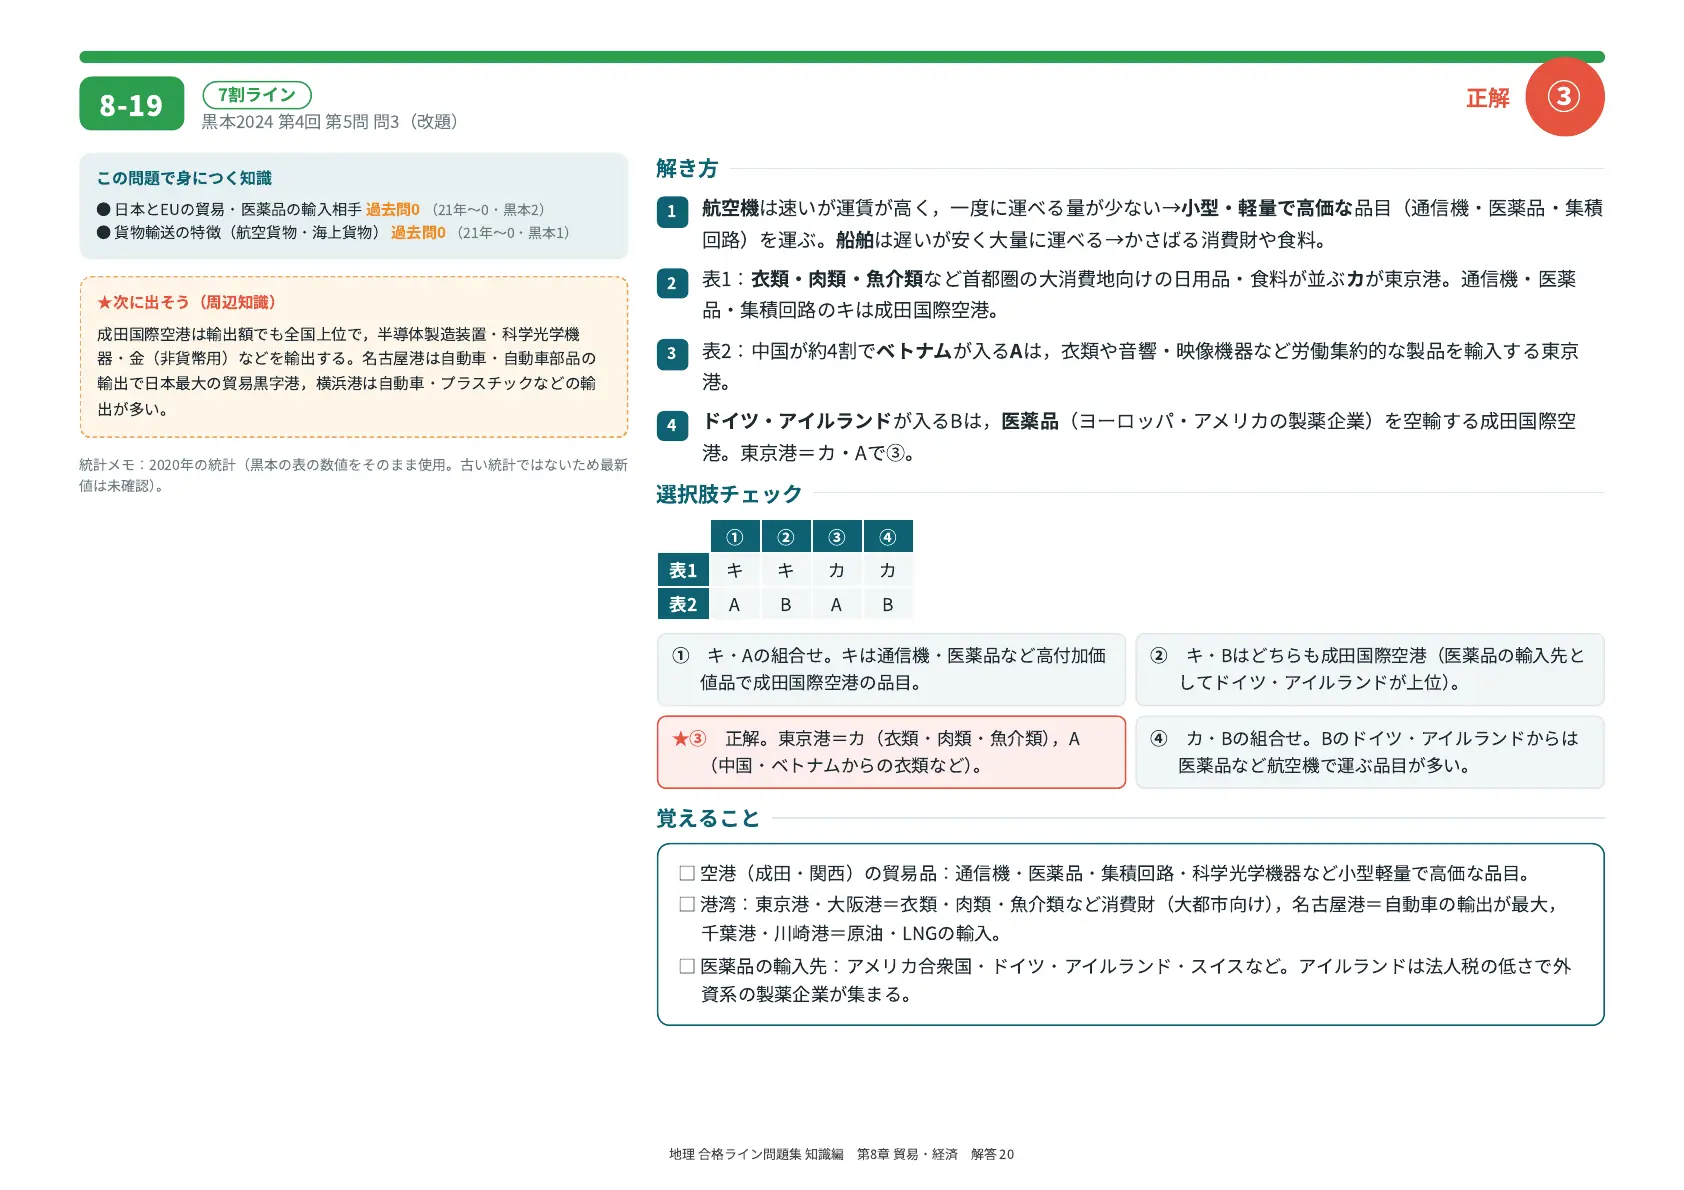 8-19
7割ライン
黒本2024 第4回 第5問 問3（改題）
正解 ③
この問題で身につく知識
● 日本とEUの貿易・医薬品の輸入相手 過去問0 （21年〜0・黒本2）
● 貨物輸送の特徴（航空貨物・海上貨物） 過去問0 （21年〜0・黒本1）
★次に出そう（周辺知識）
成田国際空港は輸出額でも全国上位で，半導体製造装置・科学光学機
器・金（非貨幣用）などを輸出する。名古屋港は自動車・自動車部品の
輸出で日本最大の貿易黒字港，横浜港は自動車・プラスチックなどの輸
出が多い。
統計メモ：2020年の統計（黒本の表の数値をそのまま使用。古い統計ではないため最新
値は未確認）。
解き方
1 航空機は速いが運賃が高く，一度に運べる量が少ない→小型・軽量で高価な品目（通信機・医薬品・集積
回路）を運ぶ。船舶は遅いが安く大量に運べる→かさばる消費財や食料。
2 表1：衣類・肉類・魚介類など首都圏の大消費地向けの日用品・食料が並ぶカが東京港。通信機・医薬
品・集積回路のキは成田国際空港。
3 表2：中国が約4割でベトナムが入るAは，衣類や音響・映像機器など労働集約的な製品を輸入する東京
港。
4 ドイツ・アイルランドが入るBは，医薬品（ヨーロッパ・アメリカの製薬企業）を空輸する成田国際空
港。東京港＝カ・Aで③。
選択肢チェック
① ② ③ ④
表1 キ キ カ カ
表2 A B A B
① キ・Aの組合せ。キは通信機・医薬品など高付加価
値品で成田国際空港の品目。
② キ・Bはどちらも成田国際空港（医薬品の輸入先と
してドイツ・アイルランドが上位）。
★③ 正解。東京港＝カ（衣類・肉類・魚介類），A
（中国・ベトナムからの衣類など）。
④ カ・Bの組合せ。Bのドイツ・アイルランドからは
医薬品など航空機で運ぶ品目が多い。
覚えること
□ 空港（成田・関西）の貿易品：通信機・医薬品・集積回路・科学光学機器など小型軽量で高価な品目。
□ 港湾：東京港・大阪港＝衣類・肉類・魚介類など消費財（大都市向け），名古屋港＝自動車の輸出が最大，
千葉港・川崎港＝原油・LNGの輸入。
□ 医薬品の輸入先：アメリカ合衆国・ドイツ・アイルランド・スイスなど。アイルランドは法人税の低さで外
資系の製薬企業が集まる。
地理 合格ライン問題集 知識編 第8章 貿易・経済 解答 20